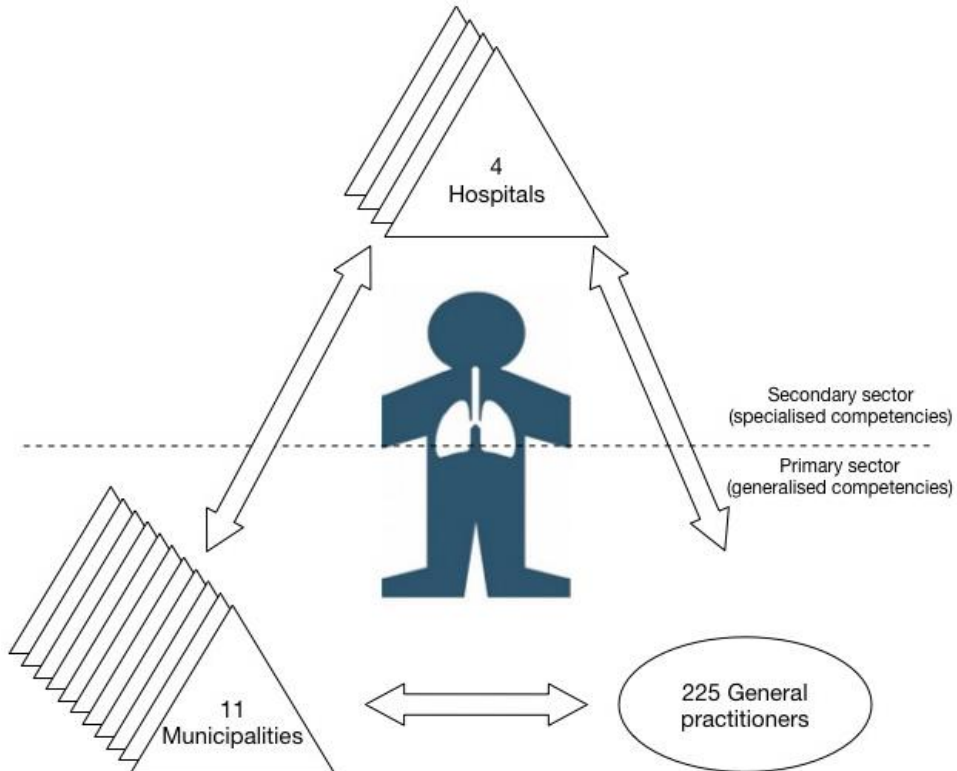 4
Hospitals
Secondary sector
(specialised competencies)
Primary sector
(generalised competencies)
11
Municipalities
225 General
practitioners